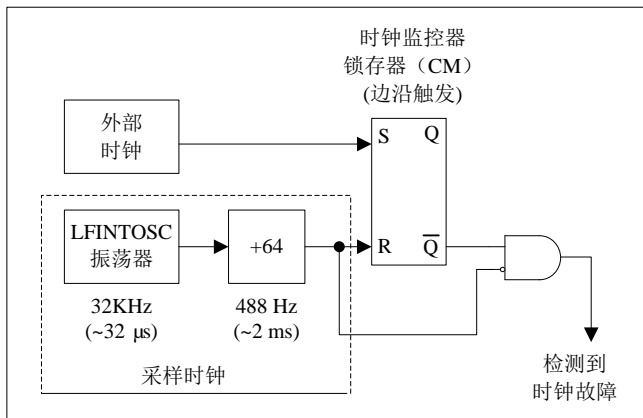 时钟监控器
锁存器（CM）
(边沿触发)
外部
时钟
S
Q
LFINTOSC
振荡器
+64
R
Q̅
32KHz
(~32 μs)
488 Hz
(~2 ms)
采样时钟
检测到
时钟故障